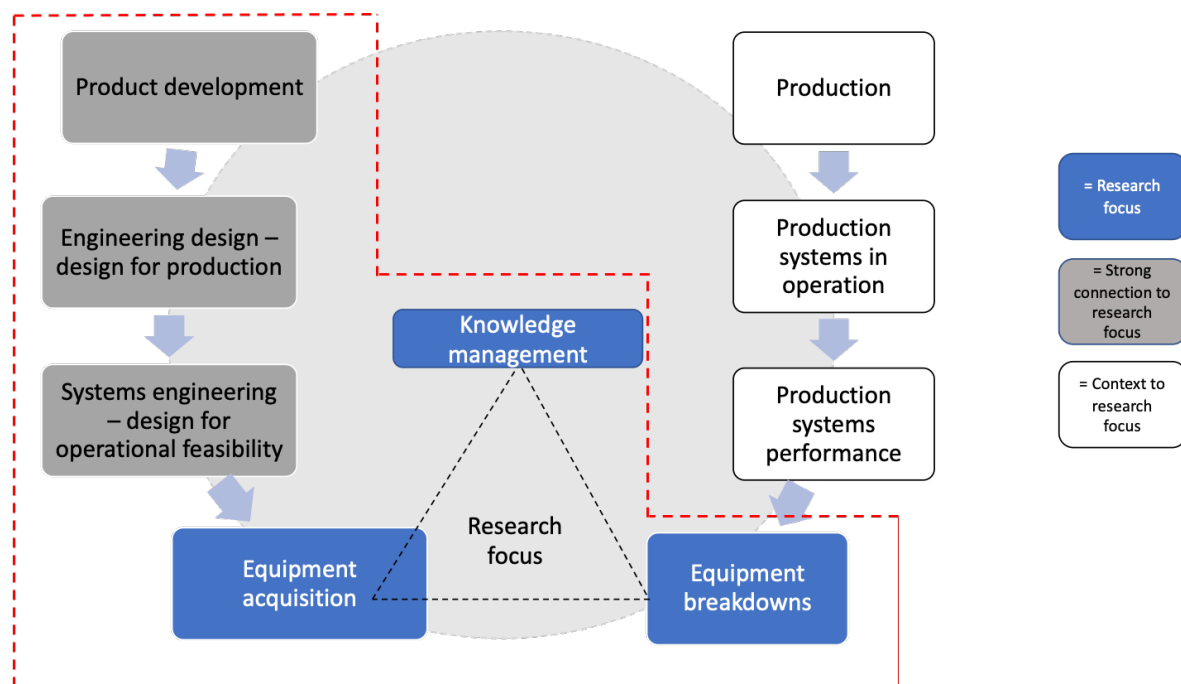 Product development
Engineering design –
design for production
Systems engineering
– design for
operational feasibility
Equipment
acquisition
Knowledge
management
Research
focus
Production
Production
systems in
operation
Production
systems
performance
Equipment
breakdowns
= Research
focus
= Strong
connection to
research
focus
= Context to
research
focus